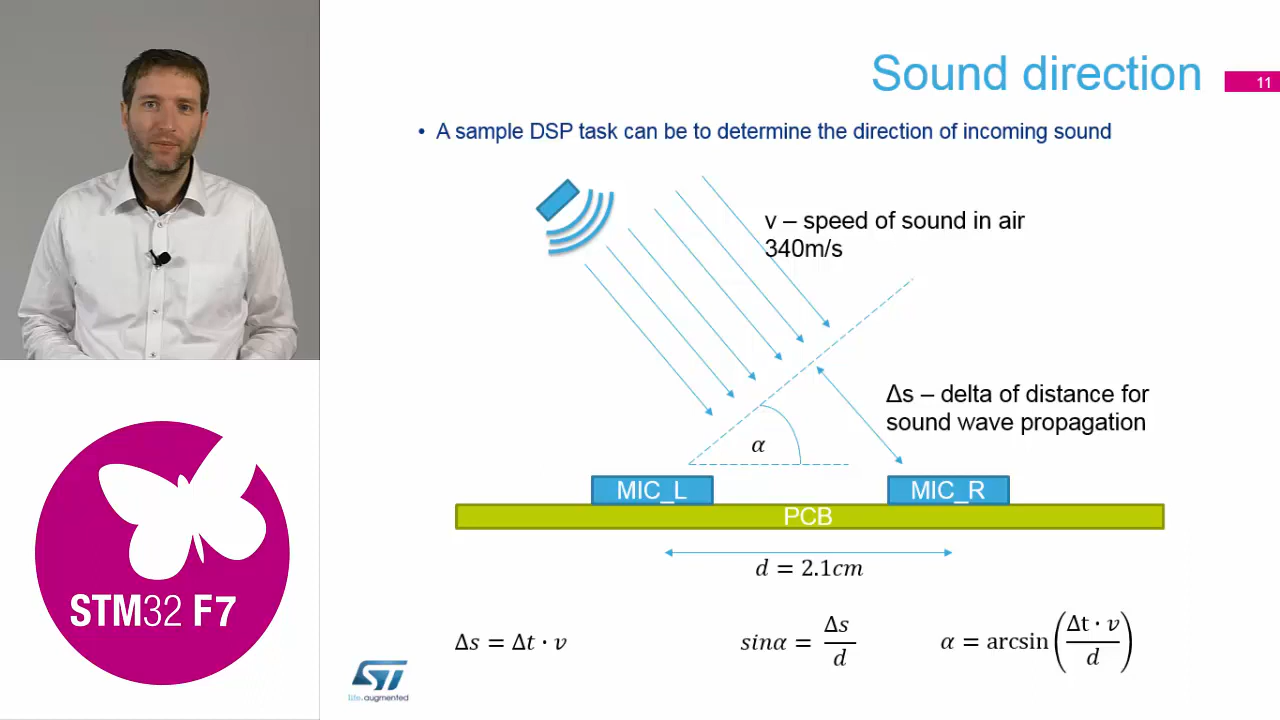 Sound direction
11
• A sample DSP task can be to determine the direction of incoming sound
v – speed of sound in air
340m/s
Δs – delta of distance for
sound wave propagation
α
MIC_L
MIC_R
PCB
d = 2.1cm
Δs = Δt · v
sinα = Δs/d
α = arcsin(Δt · v/d)
STM32 F7
ST
life.augmented